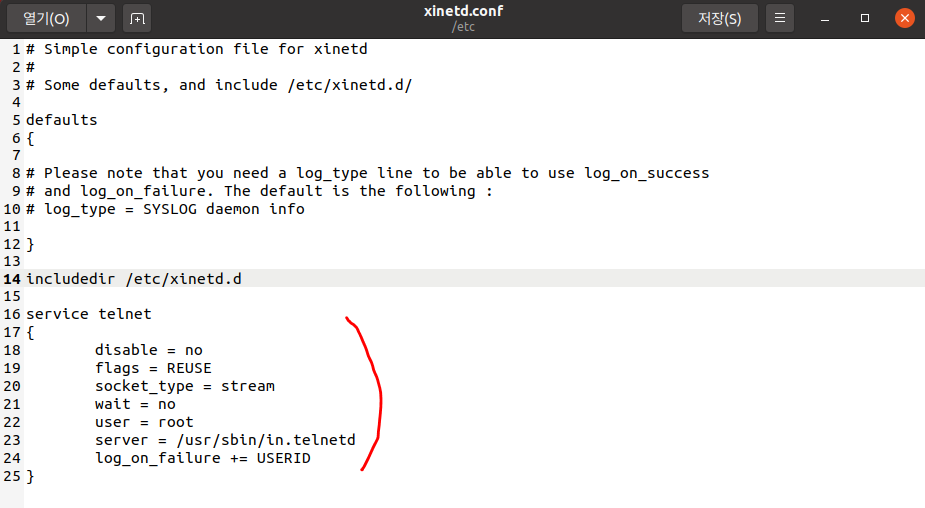 열기(O)
xinetd.conf
/etc
저장(S)
1 # Simple configuration file for xinetd
2 #
3 # Some defaults, and include /etc/xinetd.d/
4
5 defaults
6 {
7
8 # Please note that you need a log_type line to be able to use log_on_success
9 # and log_on_failure. The default is the following :
10 # log_type = SYSLOG daemon info
11
12 }
13
14 includedir /etc/xinetd.d
15
16 service telnet
17 {
18 disable = no
19 flags = REUSE
20 socket_type = stream
21 wait = no
22 user = root
23 server = /usr/sbin/in.telnetd
24 log_on_failure += USERID
25 }